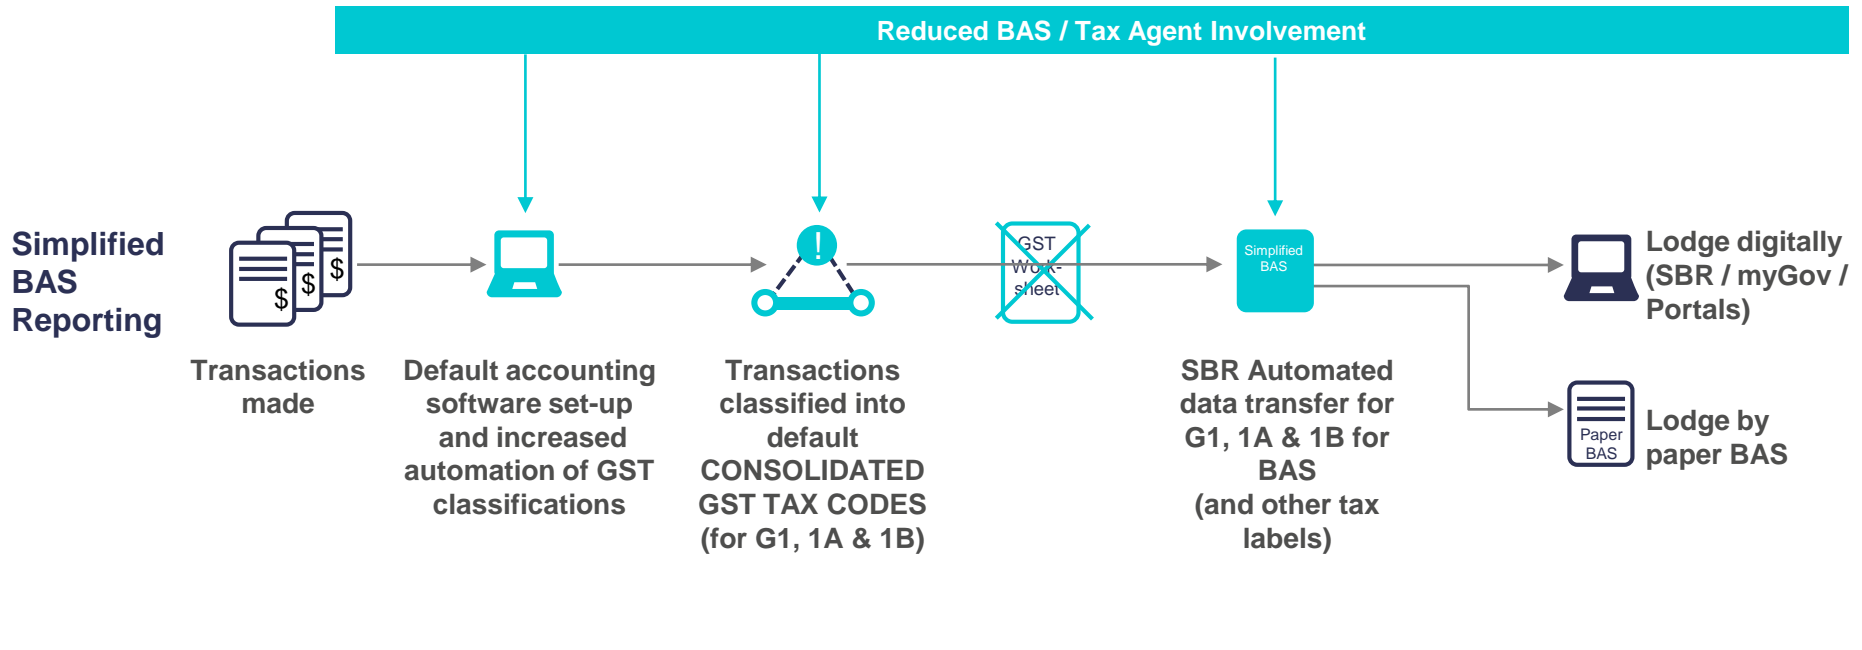 Reduced BAS / Tax Agent Involvement
Simplified
BAS
Reporting
$
$
$
Transactions
made
Default accounting
software set-up
and increased
automation of GST
classifications
!
Transactions
classified into
default
CONSOLIDATED
GST TAX CODES
(for G1, 1A & 1B)
GST
Work-
sheet
Simplified
BAS
SBR Automated
data transfer for
G1, 1A & 1B for
BAS
(and other tax
labels)
Lodge digitally
(SBR / myGov /
Portals)
Paper
BAS
Lodge by
paper BAS